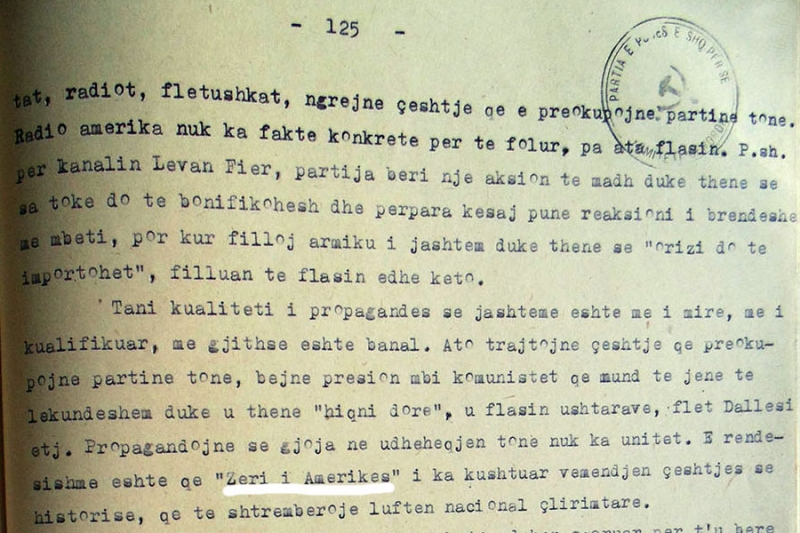 - 125 -
PARTIA E PUNES E SHQIPERISE
tat, radiot, fletushkat, ngrejne çeshtje qe e preokupojne partine tone.
Radio amerika nuk ka fakte konkrete per te folur, pa ata flasin. P.sh.
per kanalin Levan Fier, partija beri nje aksion te madh duke thene se
sa toke do te bonifikohesh dhe perpara kesaj pune reaksioni i brendeshe
me mbeti, por kur filloj armiku i jashtem duke thene se "orizi do te
importohet", filluan te flasin edhe keto.
Tani kualiteti i propagandes se jashteme eshte me i mire, me i
kualifikuar, me gjithse eshte banal. Ato trajtojne çeshtje qe preoku-
pojne partine tone, bejne presion mbi komunistet qe mund te jene te
lekundeshem duke u thene "hiqni dore", u flasin ushtarave, flet Dallesi
etj. Propagandojne se gjoja ne udheheqjen tone nuk ka unitet. E rende-
sishme eshte qe "Zeri i Amerikes" i ka kushtuar vemendjen çeshtjes se
historise, qe te shtremberoje luften nacional çlirimtare.
per t'u bere